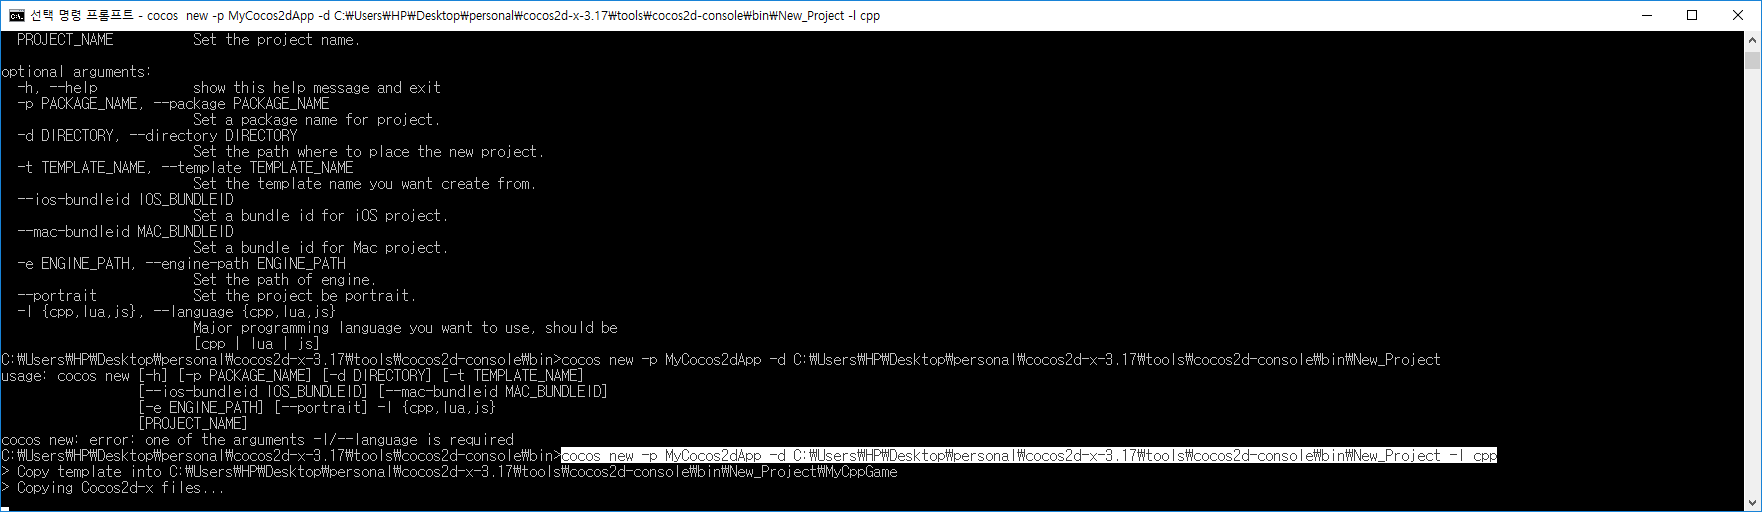 선택 명령 프롬프트 - cocos  new -p MyCocos2dApp -d C:₩Users₩HP₩Desktop₩personal₩cocos2d-x-3.17₩tools₩cocos2d-console₩bin₩New_Project -l cpp
PROJECT_NAME          Set the project name.
optional arguments:
-h, --help            show this help message and exit
-p PACKAGE_NAME, --package PACKAGE_NAME
Set a package name for project.
-d DIRECTORY, --directory DIRECTORY
Set the path where to place the new project.
-t TEMPLATE_NAME, --template TEMPLATE_NAME
Set the template name you want create from.
--ios-bundleid IOS_BUNDLEID
Set a bundle id for iOS project.
--mac-bundleid MAC_BUNDLEID
Set a bundle id for Mac project.
-e ENGINE_PATH, --engine-path ENGINE_PATH
Set the path of engine.
--portrait            Set the project be portrait.
-l {cpp,lua,js}, --language {cpp,lua,js}
Major programming language you want to use, should be
[cpp | lua | js]
C:₩Users₩HP₩Desktop₩personal₩cocos2d-x-3.17₩tools₩cocos2d-console₩bin>cocos new -p MyCocos2dApp -d C:₩Users₩HP₩Desktop₩personal₩cocos2d-x-3.17₩tools₩cocos2d-console₩bin₩New_Project
usage: cocos new [-h] [-p PACKAGE_NAME] [-d DIRECTORY] [-t TEMPLATE_NAME]
[--ios-bundleid IOS_BUNDLEID] [--mac-bundleid MAC_BUNDLEID]
[-e ENGINE_PATH] [--portrait] -l {cpp,lua,js}
[PROJECT_NAME]
cocos new: error: one of the arguments -l/--language is required
C:₩Users₩HP₩Desktop₩personal₩cocos2d-x-3.17₩tools₩cocos2d-console₩bin>cocos new -p MyCocos2dApp -d C:₩Users₩HP₩Desktop₩personal₩cocos2d-x-3.17₩tools₩cocos2d-console₩bin₩New_Project -l cpp
> Copy template into C:₩Users₩HP₩Desktop₩personal₩cocos2d-x-3.17₩tools₩cocos2d-console₩bin₩New_Project₩MyCppGame
> Copying Cocos2d-x files...